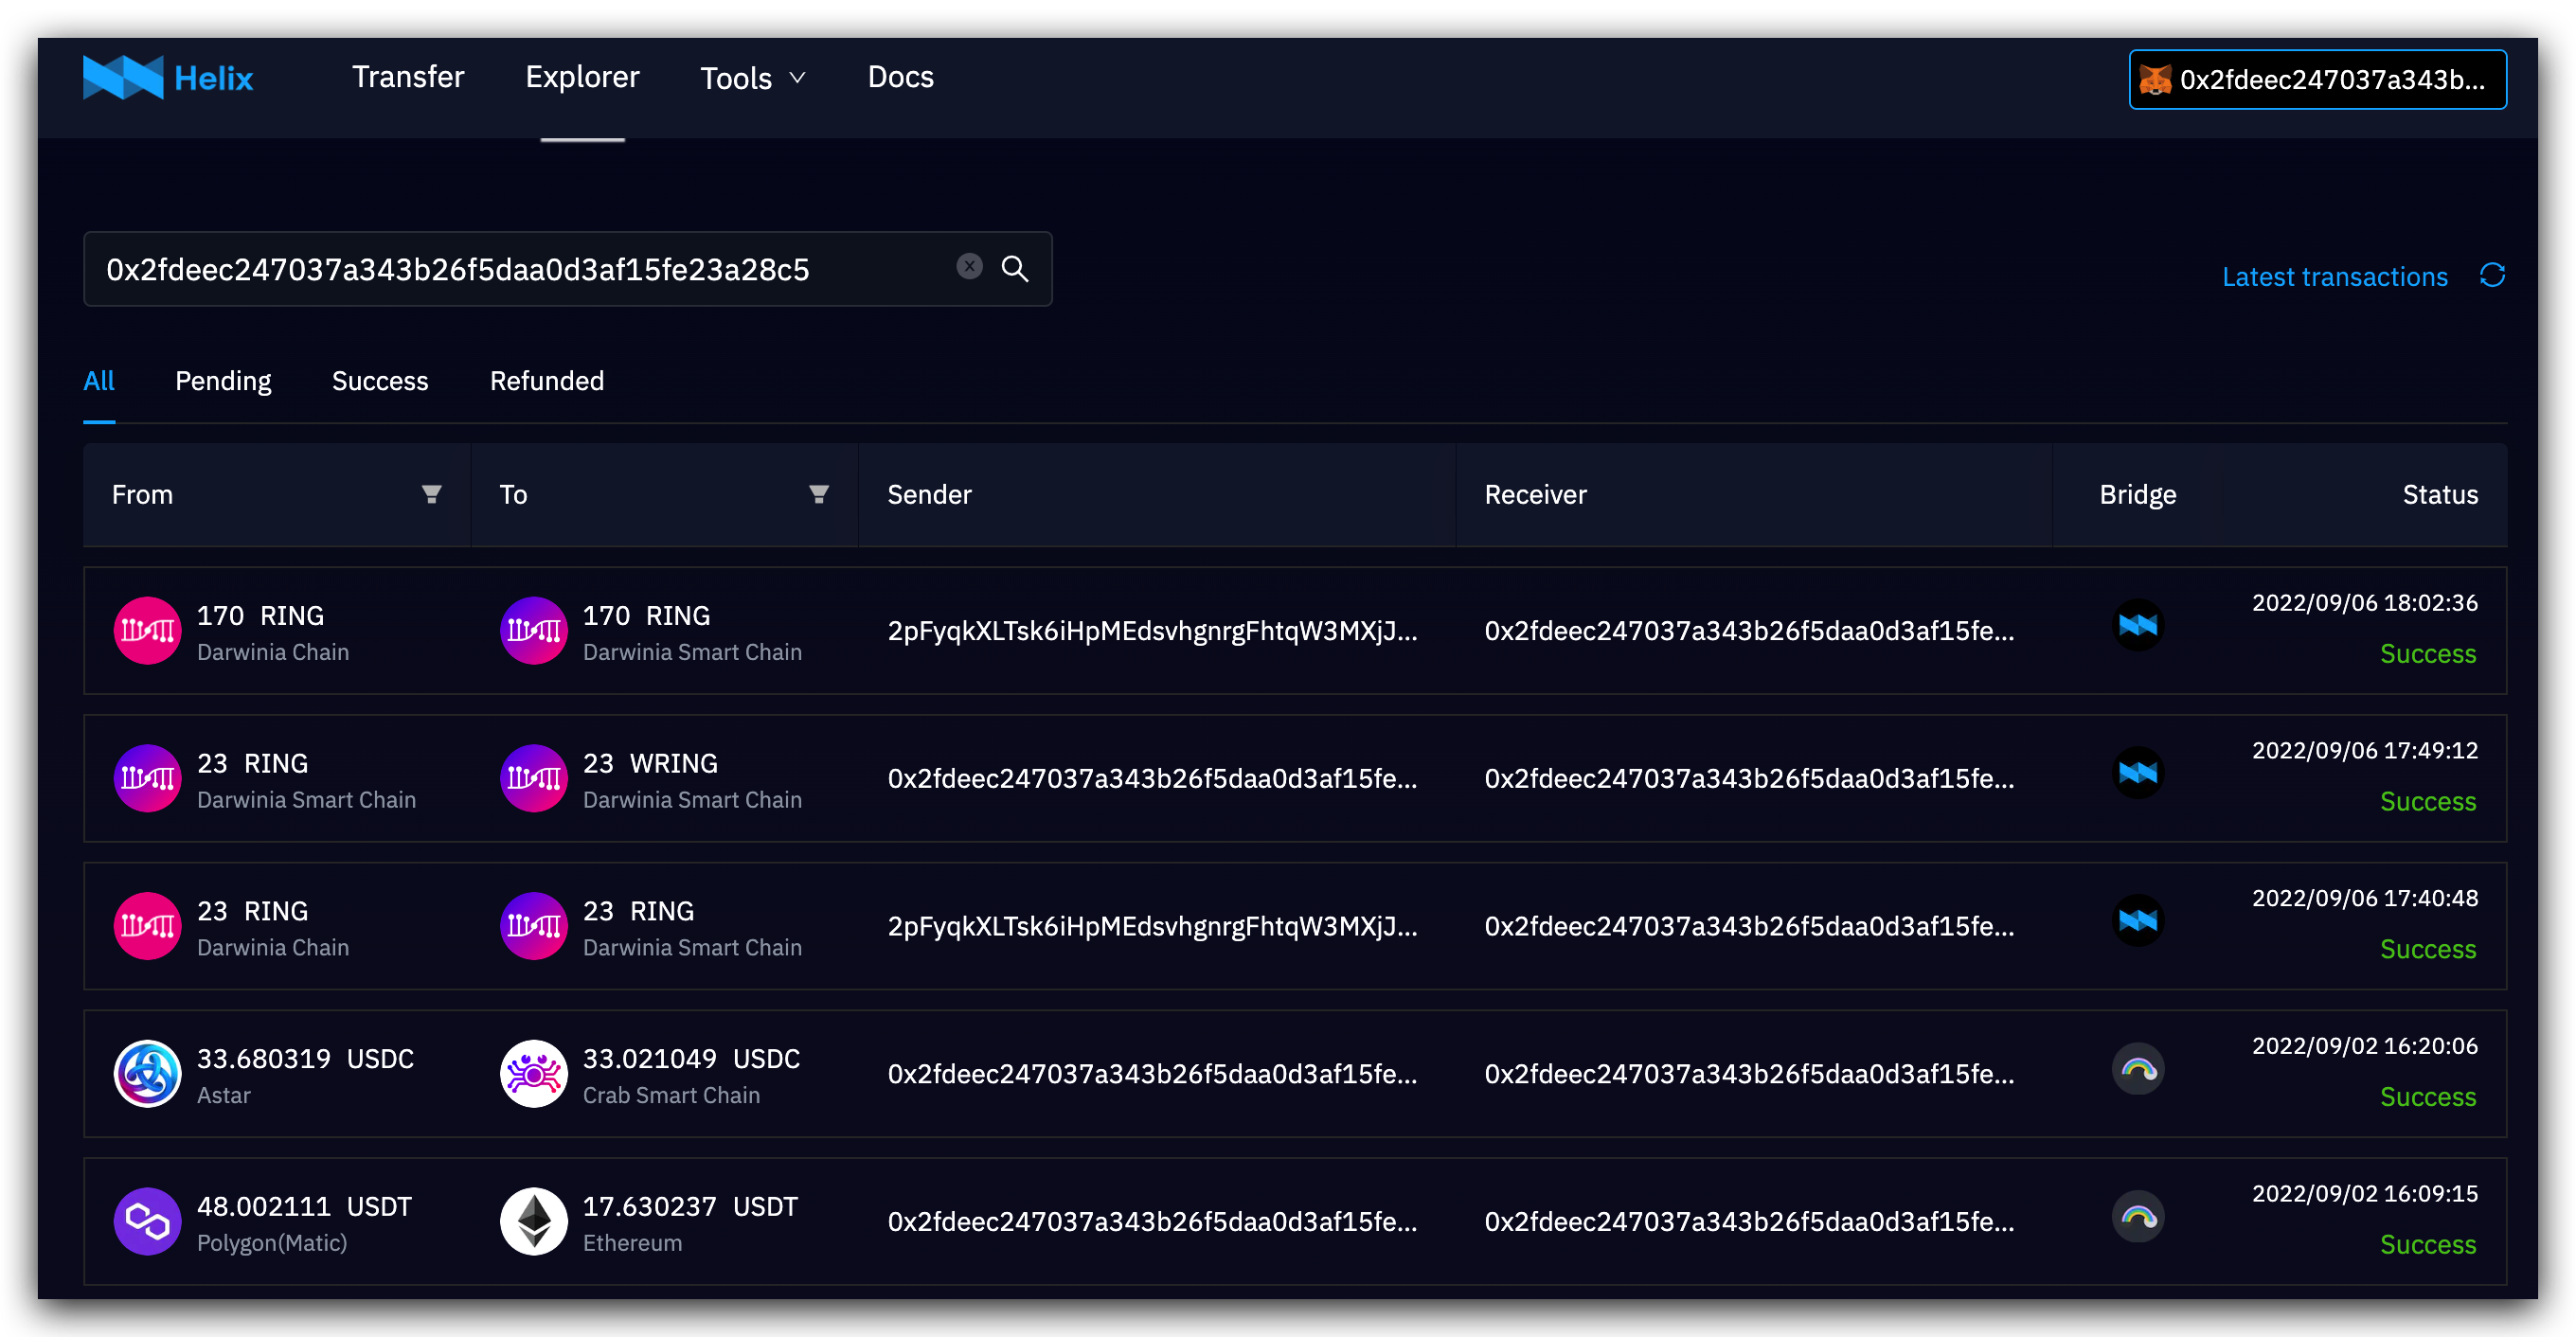 Helix Transfer Explorer Tools Docs 0x2fdeec247037a343b...
0x2fdeec247037a343b26f5daa0d3af15fe23a28c5
Latest transactions
All Pending Success Refunded
From To Sender Receiver Bridge Status
170 RING 170 RING 2pFyqkXLTsk6iHpMEdsvhgnrgFhtqW3MXjJ... 0x2fdeec247037a343b26f5daa0d3af15fe... 2022/09/06 18:02:36
Darwinia Chain Darwinia Smart Chain Success
23 RING 23 WRING 0x2fdeec247037a343b26f5daa0d3af15fe... 0x2fdeec247037a343b26f5daa0d3af15fe... 2022/09/06 17:49:12
Darwinia Smart Chain Darwinia Smart Chain Success
23 RING 23 RING 2pFyqkXLTsk6iHpMEdsvhgnrgFhtqW3MXjJ... 0x2fdeec247037a343b26f5daa0d3af15fe... 2022/09/06 17:40:48
Darwinia Chain Darwinia Smart Chain Success
33.680319 USDC 33.021049 USDC 0x2fdeec247037a343b26f5daa0d3af15fe... 0x2fdeec247037a343b26f5daa0d3af15fe... 2022/09/02 16:20:06
Astar Crab Smart Chain Success
48.002111 USDT 17.630237 USDT 0x2fdeec247037a343b26f5daa0d3af15fe... 0x2fdeec247037a343b26f5daa0d3af15fe... 2022/09/02 16:09:15
Polygon(Matic) Ethereum Success